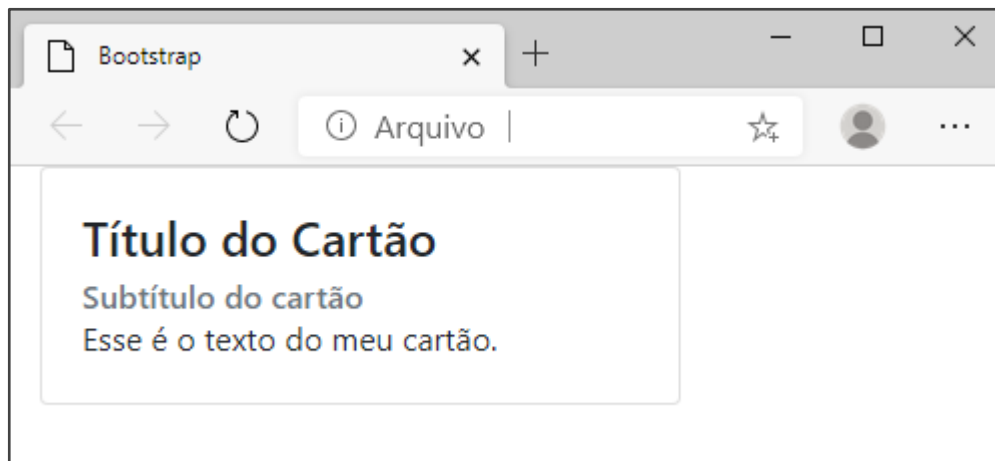 Bootstrap
Arquivo
Título do Cartão
Subtítulo do cartão
Esse é o texto do meu cartão.